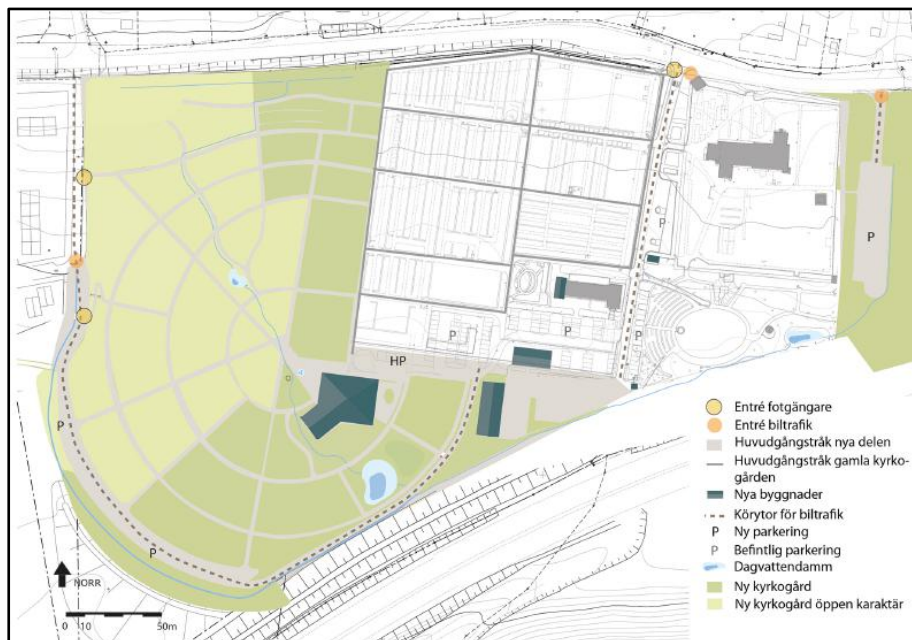 P
P
P
P
P
P
HP
P
P
NORR
0 10 50m
Entré fotgängare
Entré biltrafik
Huvudgångstråk nya delen
Huvudgångstråk gamla kyrko-
gården
Nya byggnader
Körytor för biltrafik
P Ny parkering
P Befintlig parkering
Dagvattendamm
Ny kyrkogård
Ny kyrkogård öppen karaktär